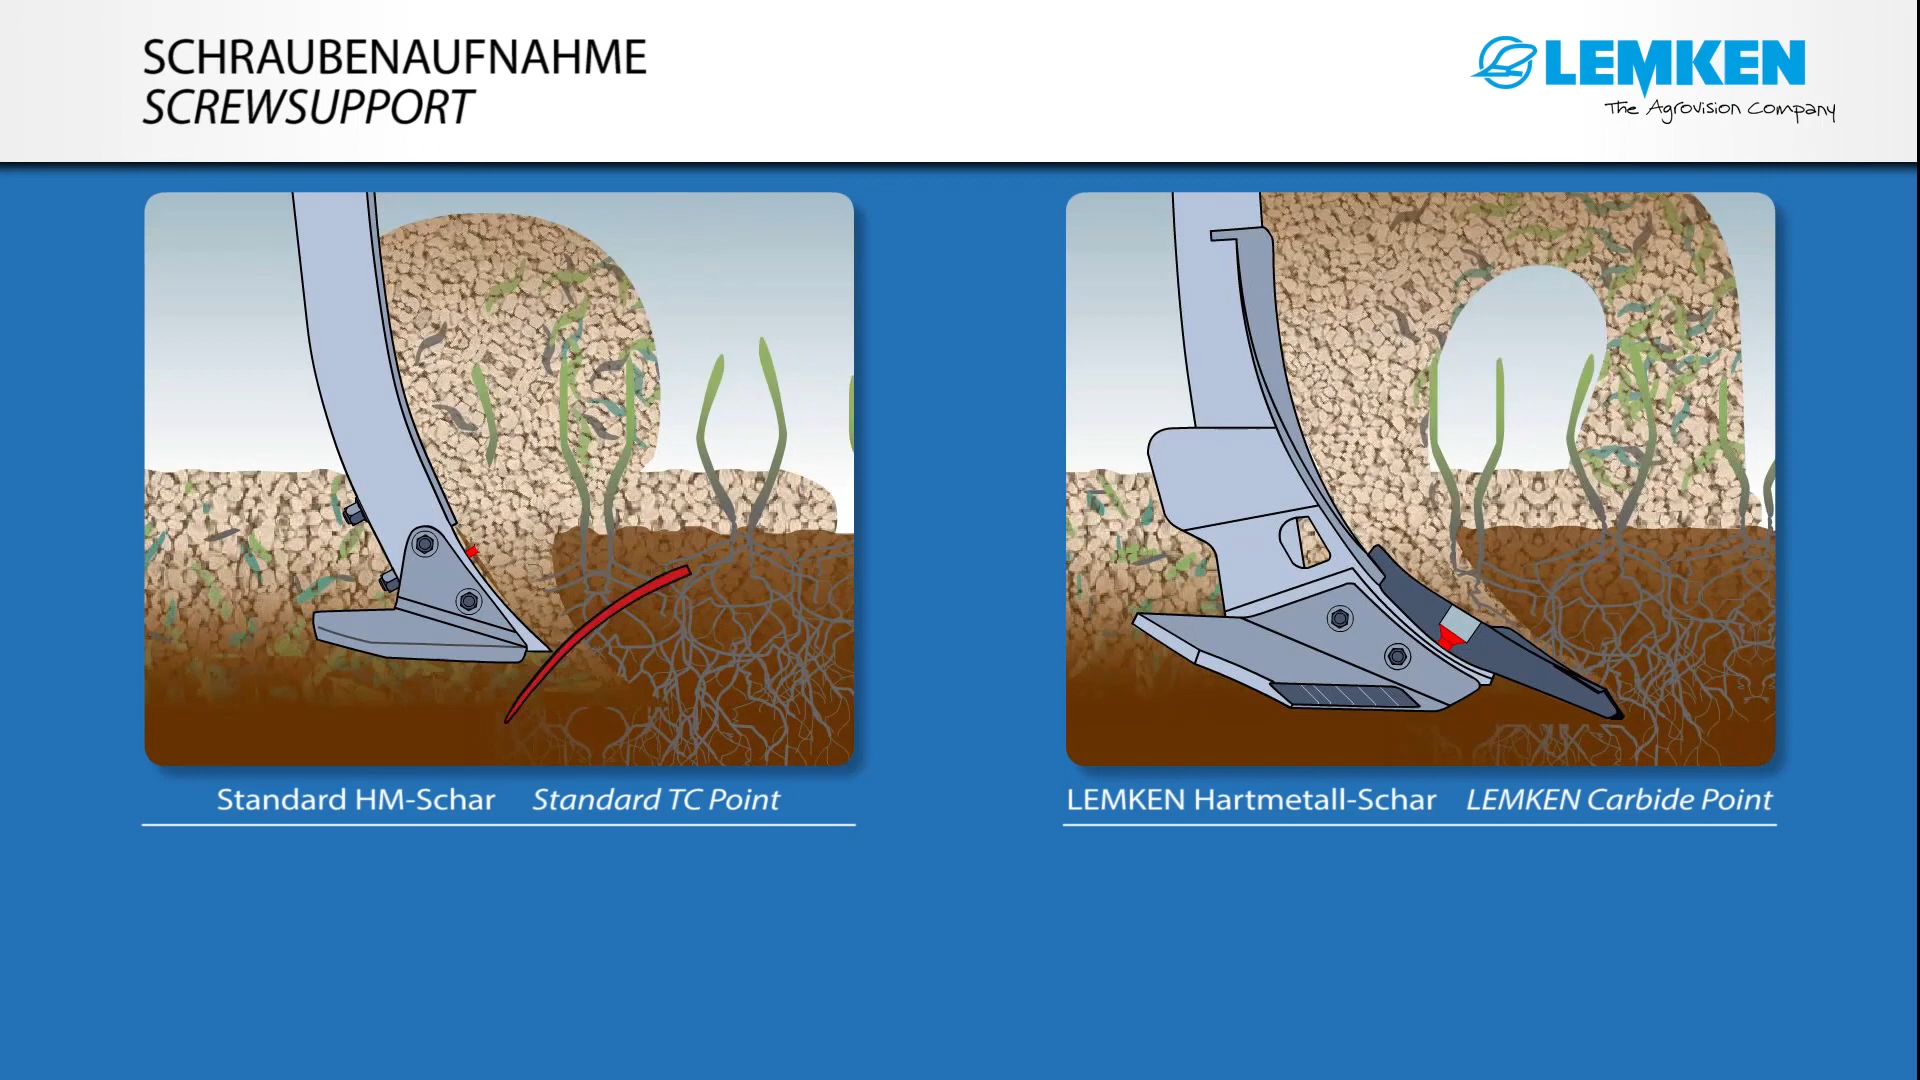 SCHRAUBENAUFNAHME
SCREWSUPPORT
LEMKEN
The Agrovision Company
Standard HM-Schar Standard TC Point
LEMKEN Hartmetall-Schar LEMKEN Carbide Point